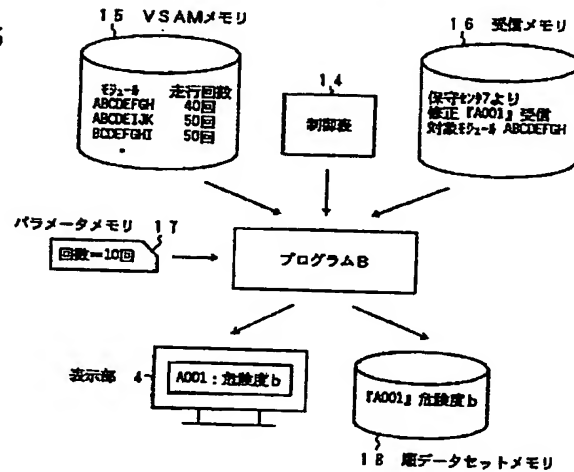 15 VSAMメモリ
16 受信メモリ
モジュール 走行回数
ABCDEFGH 40回
ABCDEIJK 50回
BCDEFGHI 50回
14
制御表
保守センタ7より
修正『A001』受信
対象モジュール ABCDEFGH
パラメータメモリ 17
回数=10回
プログラムB
表示部 4
A001:危険度b
『A001』危険度b
18 順データセットメモリ